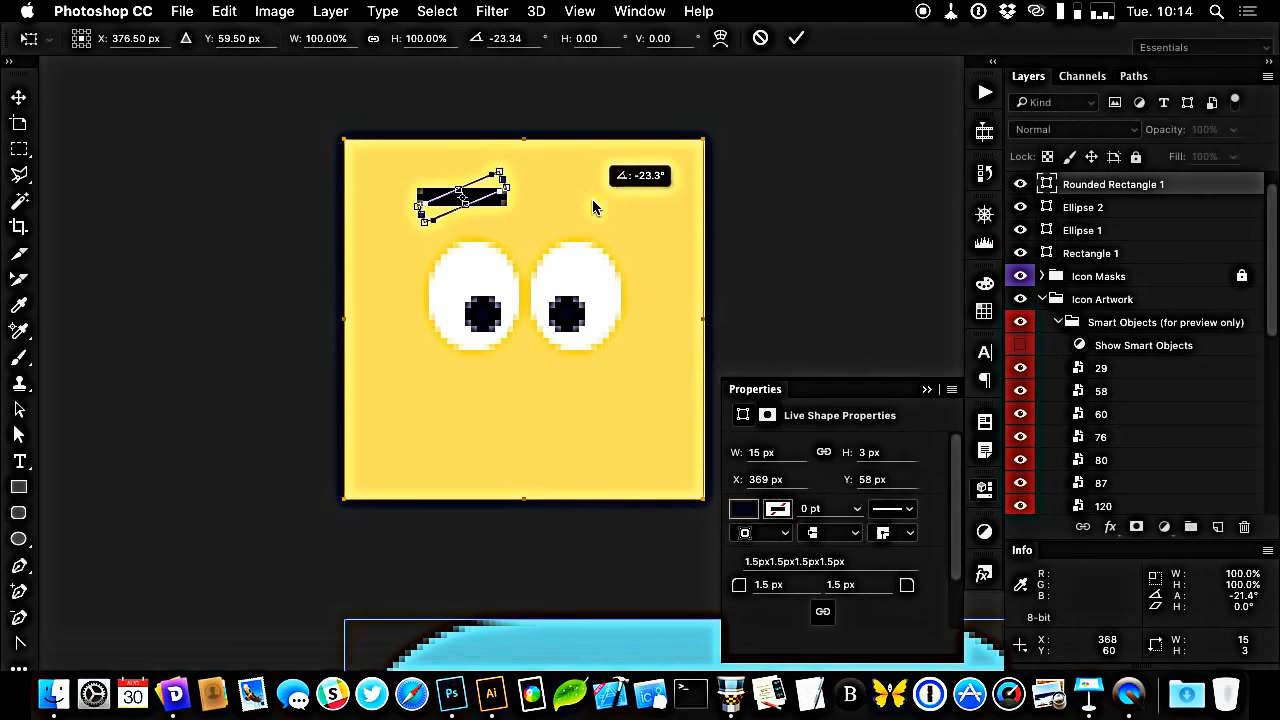 Photoshop CC File Edit Image Layer Type Select Filter 3D View Window Help Tue. 10:14
X: 376.50 px Y: 59.50 px W: 100.00% H: 100.00% -23.34 ° H: 0.00 ° V: 0.00 °
Essentials
Layers Channels Paths
Kind
Normal Opacity: 100%
Lock: Fill: 100%
Rounded Rectangle 1
Ellipse 2
Ellipse 1
Rectangle 1
Icon Masks
Icon Artwork
Smart Objects (for preview only)
Show Smart Objects
29
58
60
76
80
87
120
: -23.3°
Properties
Live Shape Properties
W: 15 px H: 3 px
X: 369 px Y: 58 px
0 pt
1.5px1.5px1.5px1.5px
1.5 px 1.5 px
Info
R:
G:
B:
8-bit
W: 100.0%
H: 100.0%
-21.4°
H: 0.0°
X: 368
Y: 60
W: 15
H: 3
AUG
30
Ps
Ai
B